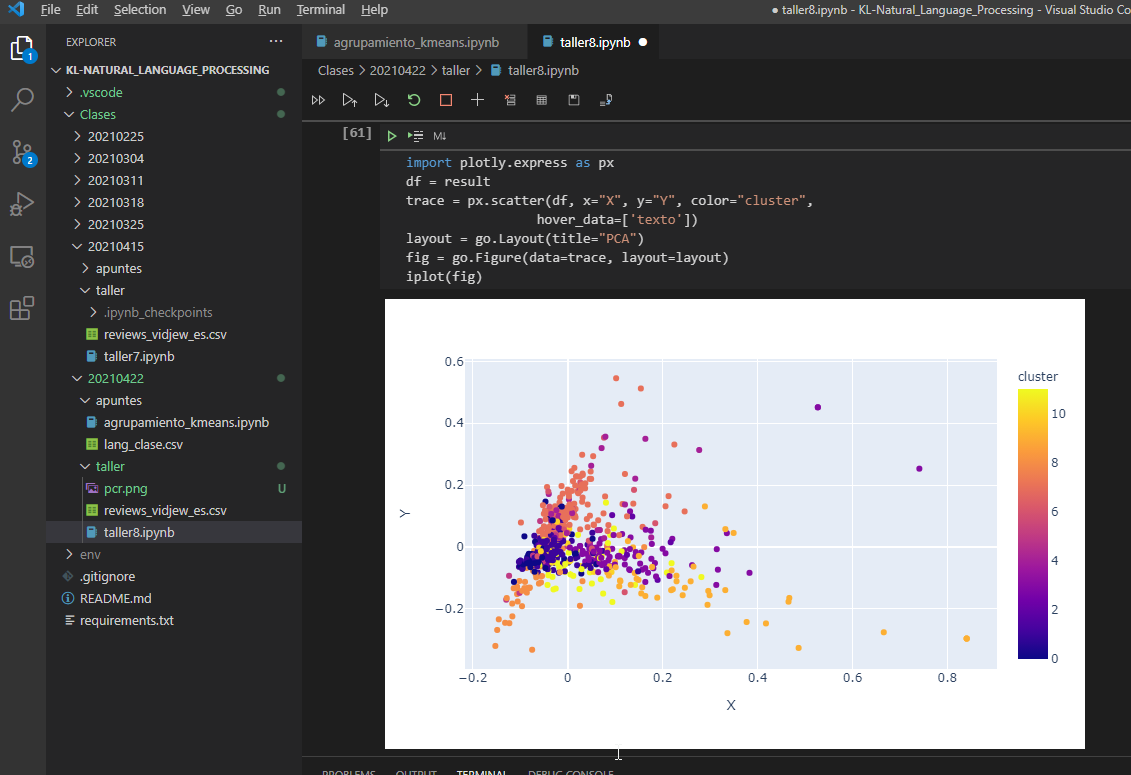 File Edit Selection View Go Run Terminal Help
● taller8.ipynb - KL-Natural_Language_Processing - Visual Studio Co
EXPLORER
1
2
KL-NATURAL_LANGUAGE_PROCESSING
.vscode
Clases
20210225
20210304
20210311
20210318
20210325
20210415
apuntes
taller
.ipynb_checkpoints
reviews_vidjew_es.csv
taller7.ipynb
20210422
apuntes
agrupamiento_kmeans.ipynb
lang_clase.csv
taller
pcr.png U
reviews_vidjew_es.csv
taller8.ipynb
env
.gitignore
README.md
requirements.txt
agrupamiento_kmeans.ipynb
taller8.ipynb ●
Clases > 20210422 > taller > taller8.ipynb
[61]
M↓
import plotly.express as px
df = result
trace = px.scatter(df, x="X", y="Y", color="cluster",
hover_data=['texto'])
layout = go.Layout(title="PCA")
fig = go.Figure(data=trace, layout=layout)
iplot(fig)
0.6
0.4
0.2
0
−0.2
Y
−0.2 0 0.2 0.4 0.6 0.8
X
cluster
10
8
6
4
2
0
PROBLEMS OUTPUT TERMINAL DEBUG CONSOLE